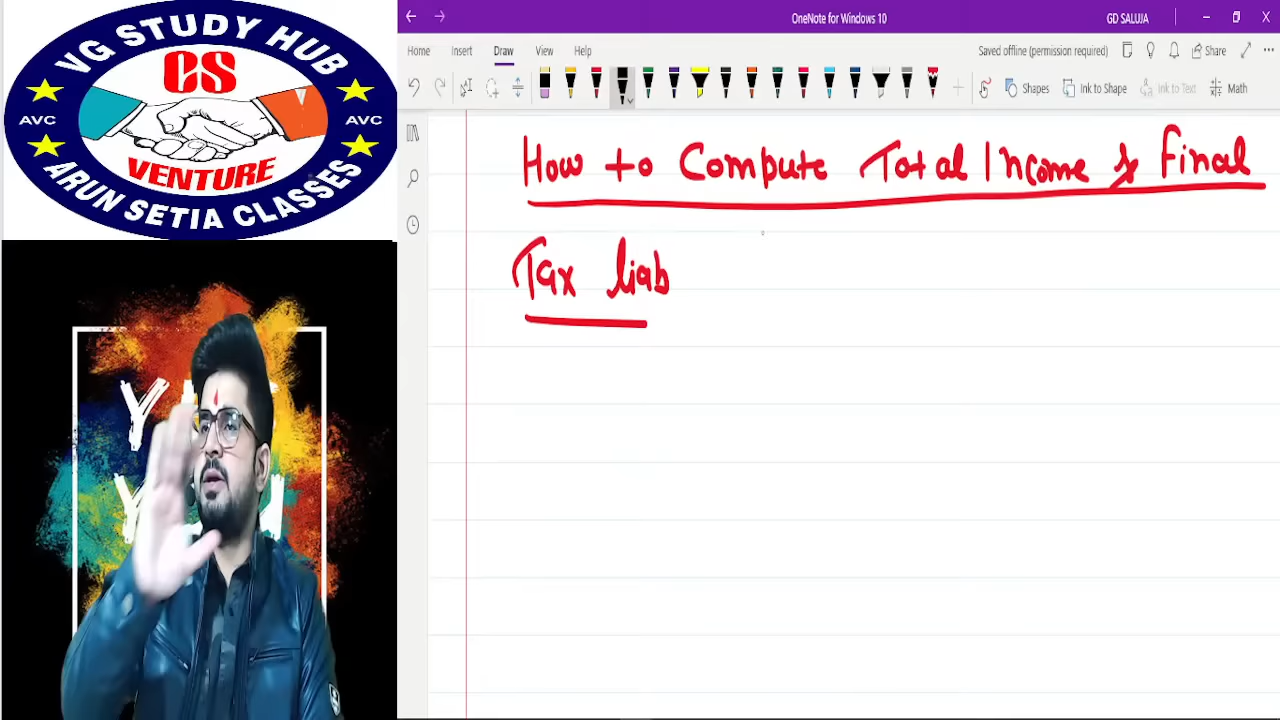 VG STUDY HUB
CS
AVC
AVC
VENTURE
ARUN SETIA CLASSES
OneNote for Windows 10
GD SALUJA
Home Insert Draw View Help
Saved offline (permission required)
Share
Shapes
Ink to Shape
Ink to Text
Math
How to Compute Total Income & Final
Tax liab